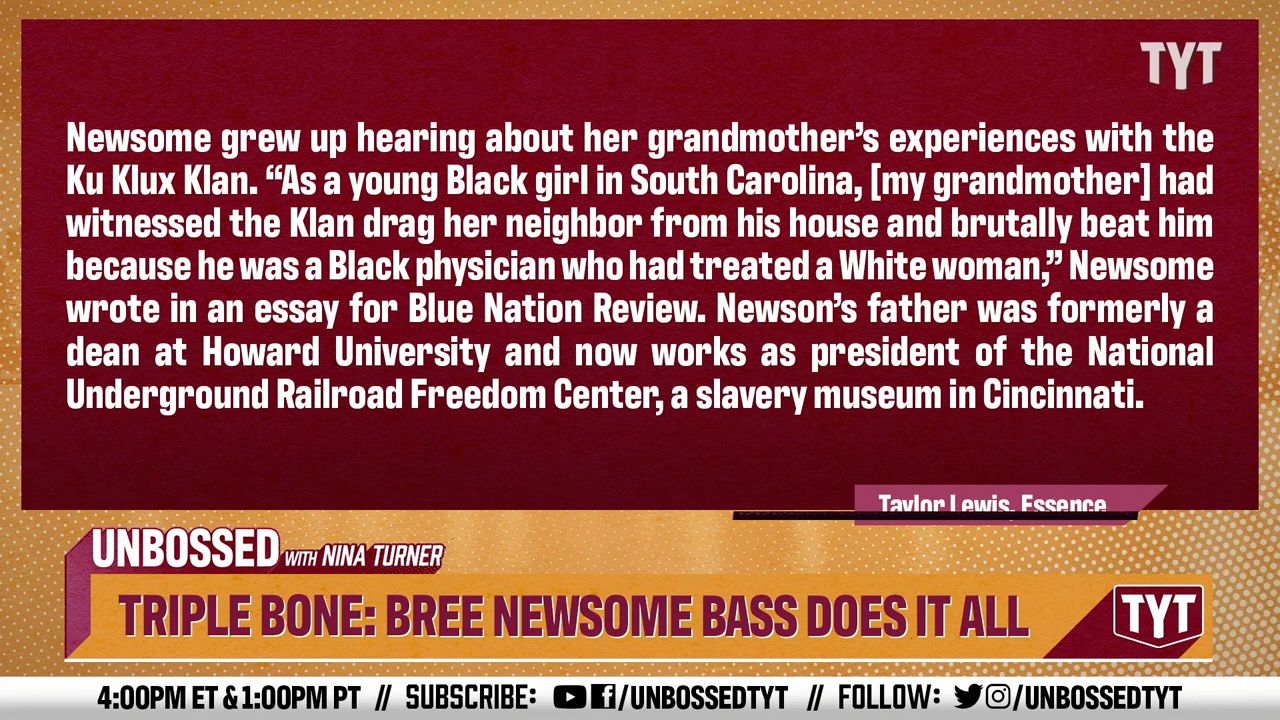 TYT
Newsome grew up hearing about her grandmother’s experiences with the
Ku Klux Klan. “As a young Black girl in South Carolina, [my grandmother] had
witnessed the Klan drag her neighbor from his house and brutally beat him
because he was a Black physician who had treated a White woman,” Newsome
wrote in an essay for Blue Nation Review. Newson’s father was formerly a
dean at Howard University and now works as president of the National
Underground Railroad Freedom Center, a slavery museum in Cincinnati.
Taylor Lewis, Essence
UNBOSSED WITH NINA TURNER
TRIPLE BONE: BREE NEWSOME BASS DOES IT ALL
TYT
4:00PM ET & 1:00PM PT // SUBSCRIBE: /UNBOSSEDTYT // FOLLOW: /UNBOSSEDTYT